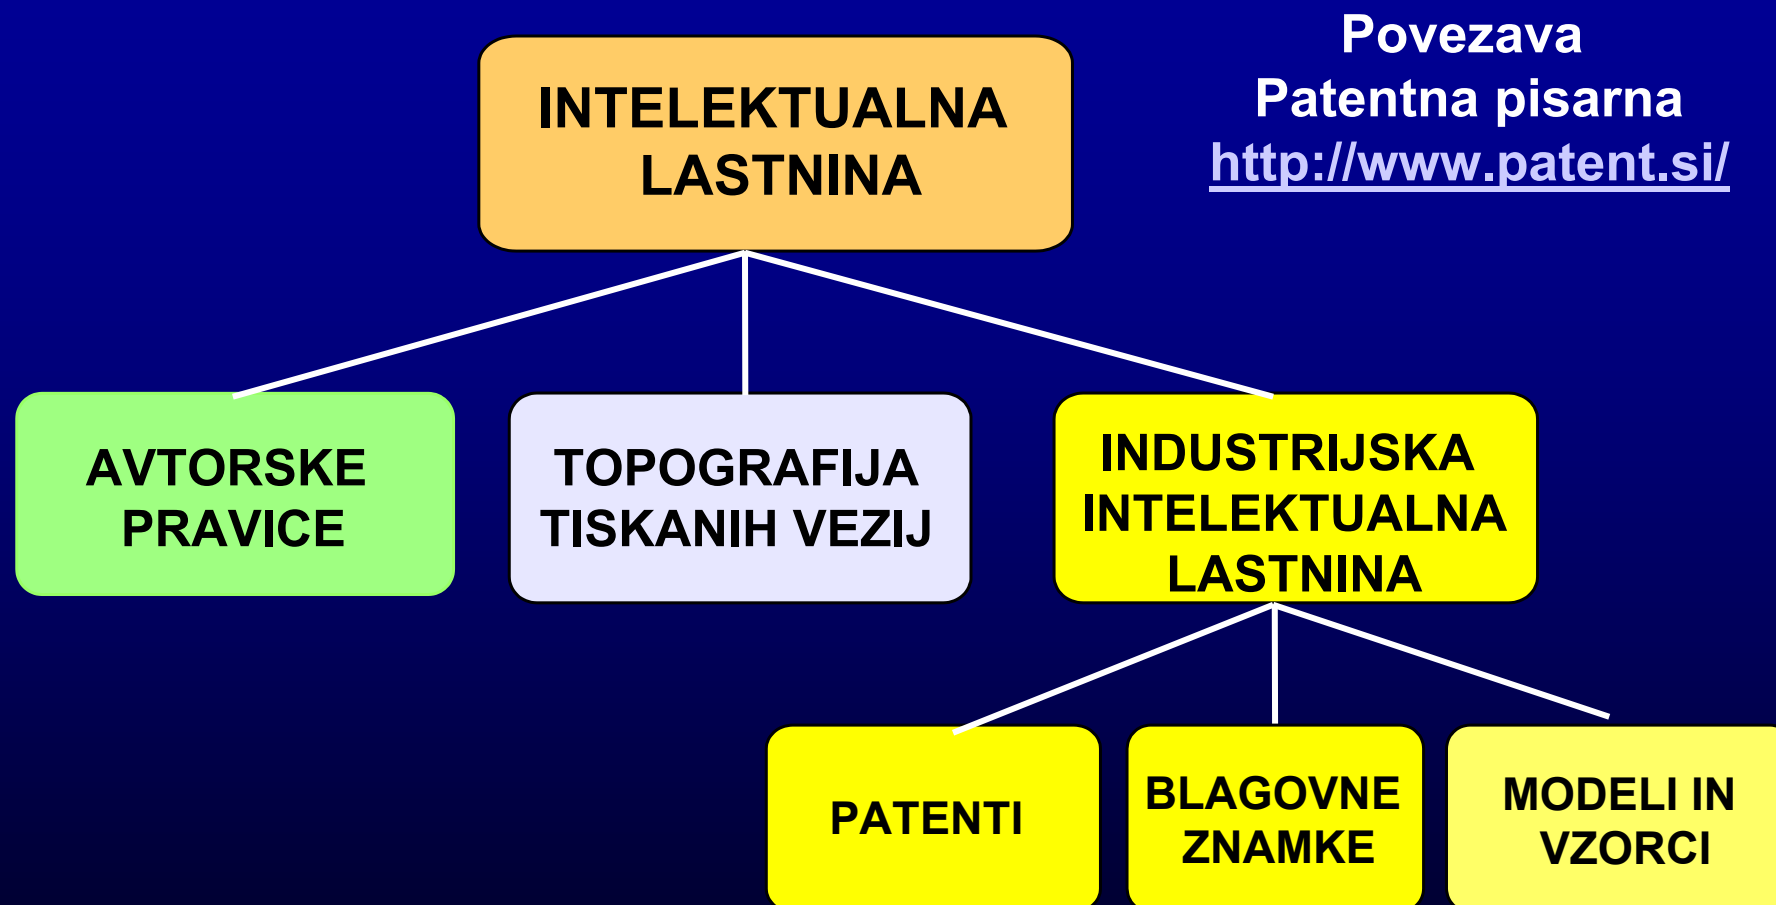 Povezava
Patentna pisarna
http://www.patent.si/
INTELEKTUALNA
LASTNINA
AVTORSKE
PRAVICE
TOPOGRAFIJA
TISKANIH VEZIJ
INDUSTRIJSKA
INTELEKTUALNA
LASTNINA
PATENTI
BLAGOVNE
ZNAMKE
MODELI IN
VZORCI